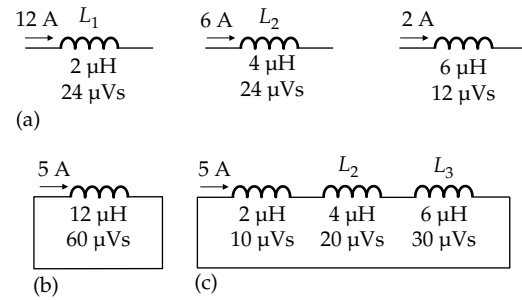 12 A L1 6 A L2 2 A
2 μH 4 μH 6 μH
24 μVs 24 μVs 12 μVs
(a)
5 A 5 A L2 L3
12 μH 2 μH 4 μH 6 μH
60 μVs 10 μVs 20 μVs 30 μVs
(b) (c)